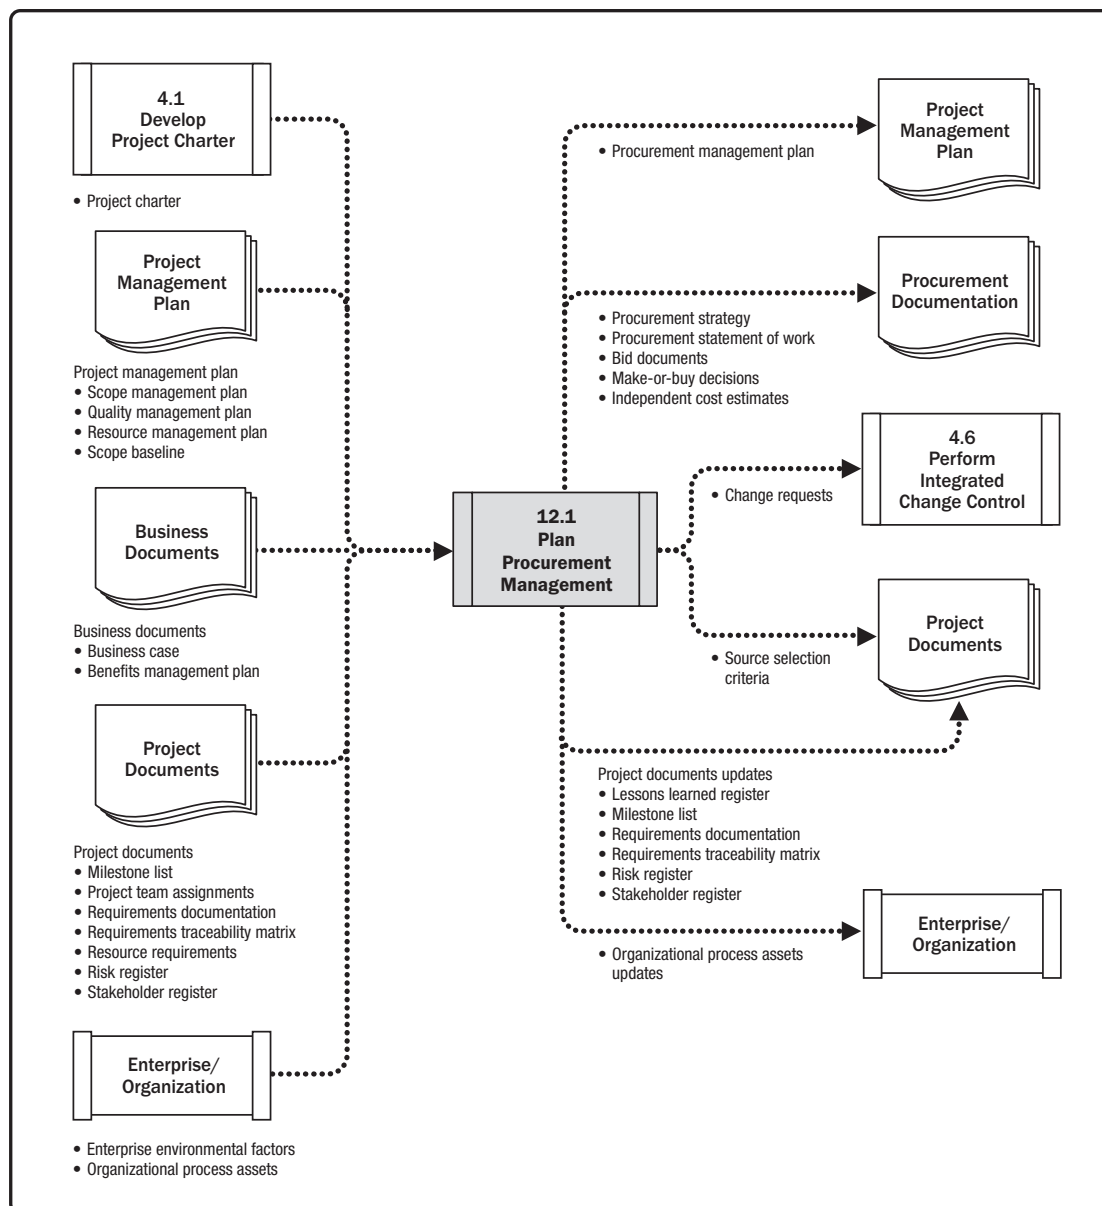 4.1
Develop
Project Charter
• Project charter
Project
Management
Plan
Project management plan
• Scope management plan
• Quality management plan
• Resource management plan
• Scope baseline
Business
Documents
Business documents
• Business case
• Benefits management plan
Project
Documents
Project documents
• Milestone list
• Project team assignments
• Requirements documentation
• Requirements traceability matrix
• Resource requirements
• Risk register
• Stakeholder register
Enterprise/
Organization
• Enterprise environmental factors
• Organizational process assets
12.1
Plan
Procurement
Management
• Procurement management plan
Project
Management
Plan
• Procurement strategy
• Procurement statement of work
• Bid documents
• Make-or-buy decisions
• Independent cost estimates
Procurement
Documentation
• Change requests
4.6
Perform
Integrated
Change Control
• Source selection
criteria
Project
Documents
Project documents updates
• Lessons learned register
• Milestone list
• Requirements documentation
• Requirements traceability matrix
• Risk register
• Stakeholder register
• Organizational process assets
updates
Enterprise/
Organization